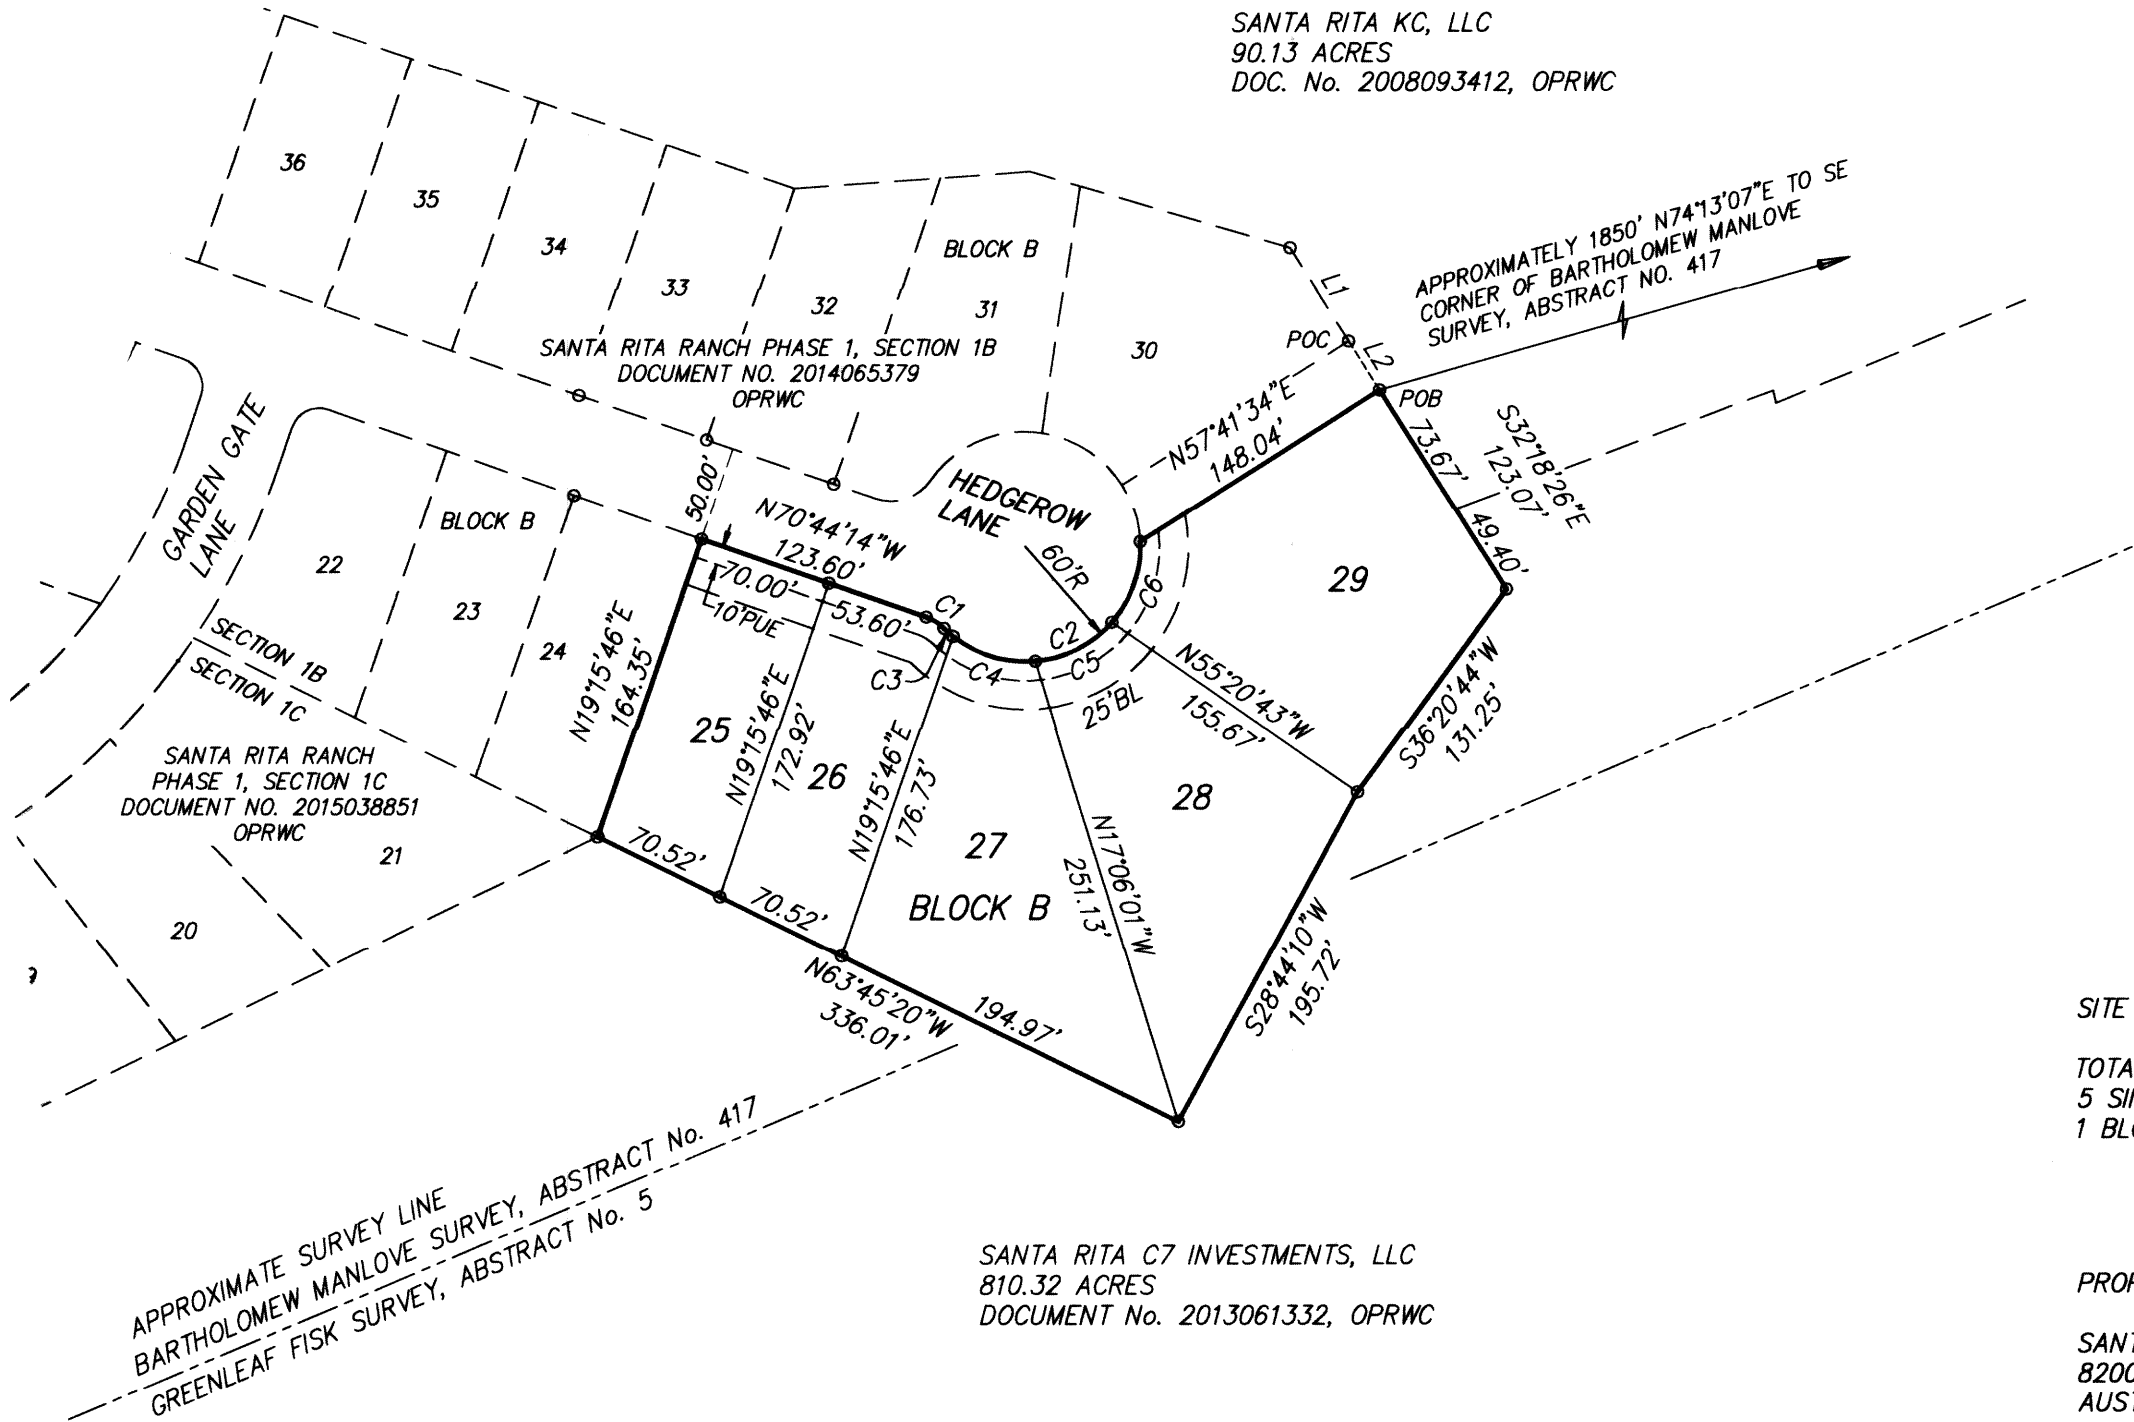 SANTA RITA KC, LLC
90.13 ACRES
DOC. No. 2008093412, OPRWC
APPROXIMATELY 1850' N74°13'07"E TO SE
CORNER OF BARTHOLOMEW MANLOVE
SURVEY, ABSTRACT NO. 417
36
35
34
33
32
BLOCK B
31
30
L1
POC
L2
POB
SANTA RITA RANCH PHASE 1, SECTION 1B
DOCUMENT NO. 2014065379
OPRWC
N57°41'34"E
148.04'
S32°18'26"E
123.07'
73.67'
49.40'
GARDEN GATE
LANE
BLOCK B
22
23
24
50.00'
N70°44'14"W
123.60'
70.00'
53.60'
10'PUE
HEDGEROW
LANE
60'R
C1
C2
C3
C4
C5
C6
25'BL
29
SECTION 1B
SECTION 1C
N19°15'46"E
164.35'
25
N19°15'46"E
172.92'
26
N19°15'46"E
176.73'
27
BLOCK B
28
N55°20'43"W
155.67'
S36°20'44"W
131.25'
N17°06'01"W
251.13'
S28°44'10"W
195.72'
SANTA RITA RANCH
PHASE 1, SECTION 1C
DOCUMENT NO. 2015038851
OPRWC
21
20
70.52'
70.52'
194.97'
N63°45'20"W
336.01'
APPROXIMATE SURVEY LINE
BARTHOLOMEW MANLOVE SURVEY, ABSTRACT No. 417
GREENLEAF FISK SURVEY, ABSTRACT No. 5
SANTA RITA C7 INVESTMENTS, LLC
810.32 ACRES
DOCUMENT No. 2013061332, OPRWC
SITE
TOTA
5 SI
1 BL
PROP
SANT
8200
AUST